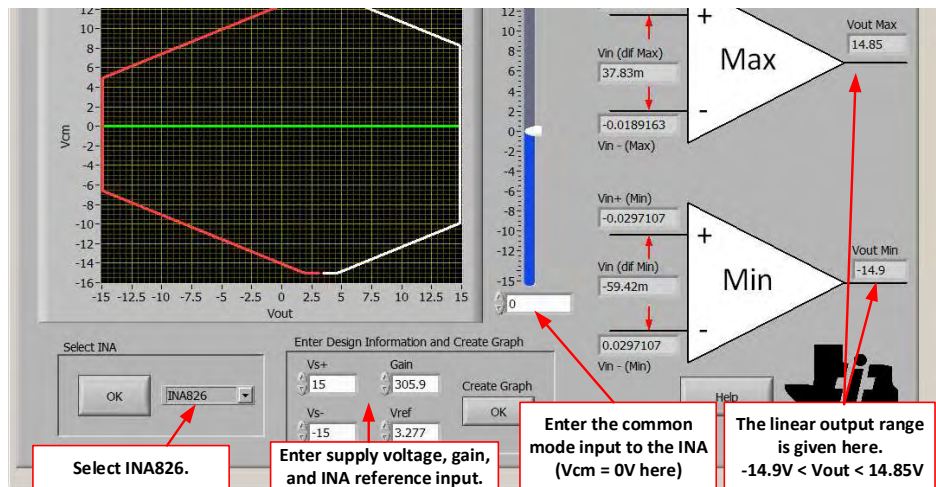 12
10
8
6
4
2
0
-2
-4
-6
-8
-10
-12
-14
-16
Vcm
-15
-12.5
-10
-7.5
-5
-2.5
0
2.5
5
7.5
10
12.5
15
Vout
12
10
8
6
4
2
0
-2
-4
-6
-8
-10
-12
-15
0
+
Max
-
Vout Max
14.85
Vin (dif Max)
37.83m
-0.0189163
Vin - (Max)
Vin+ (Min)
-0.0297107
+
Min
-
Vin (dif Min)
-59.42m
0.0297107
Vin - (Min)
Vout Min
-14.9
Select INA
OK
INA826
Enter Design Information and Create Graph
Vs+
15
Gain
305.9
Vs-
-15
Vref
3.277
Create Graph
OK
Help
Select INA826.
Enter supply voltage, gain,
and INA reference input.
Enter the common
mode input to the INA
(Vcm = 0V here)
The linear output range
is given here.
-14.9V < Vout < 14.85V